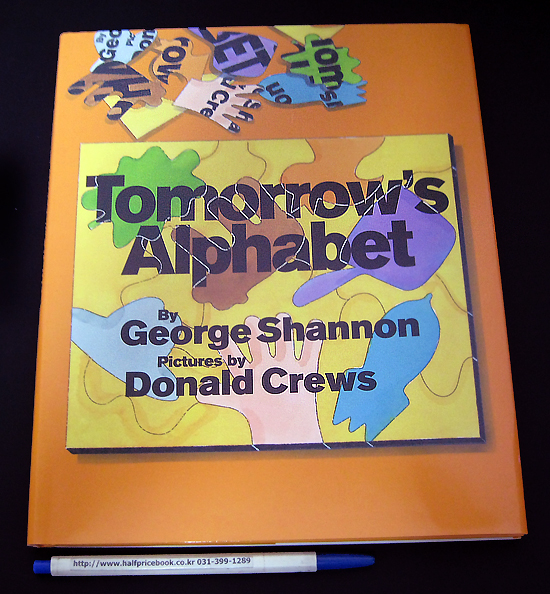 Tomorrow's
Alphabet
By
George Shannon
Pictures by
Donald Crews
http://www.halfpricebook.co.kr 031-399-1289